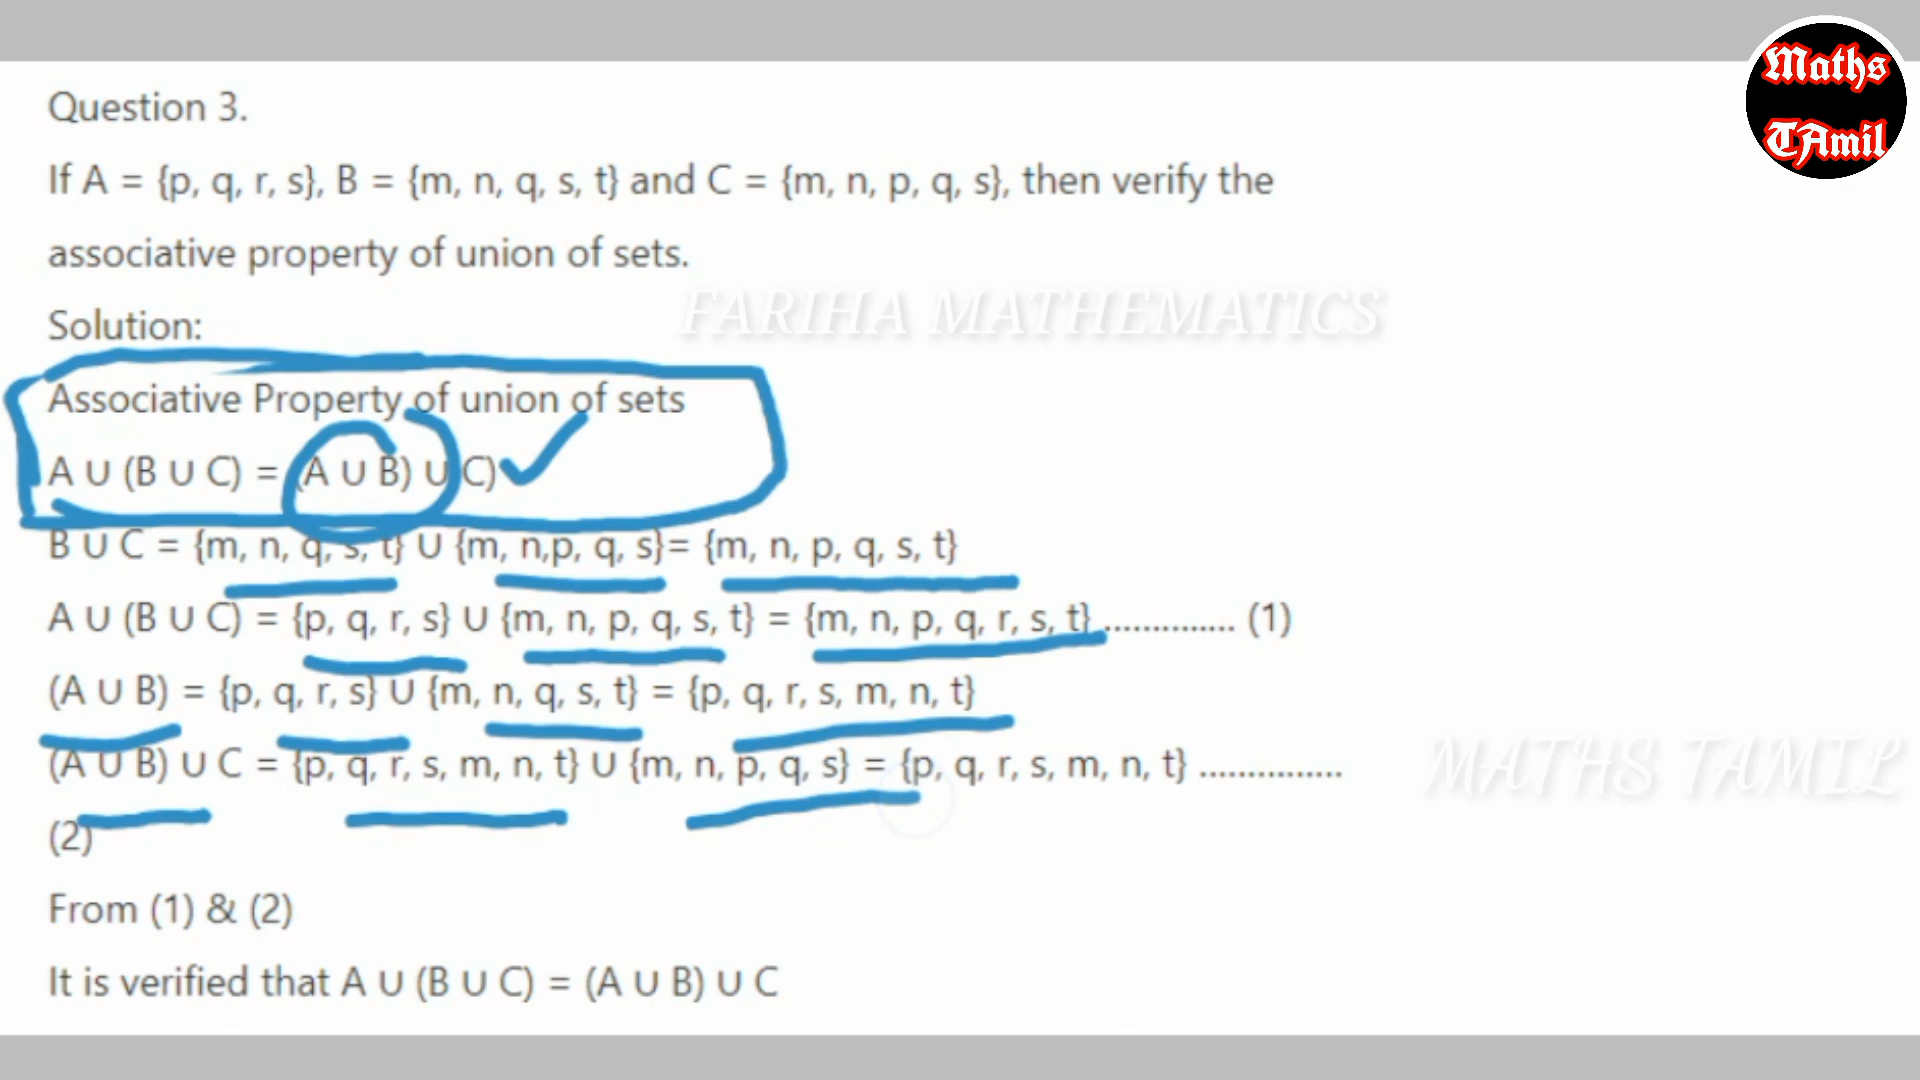 Maths
TAmil
Question 3.
If A = {p, q, r, s}, B = {m, n, q, s, t} and C = {m, n, p, q, s}, then verify the
associative property of union of sets.
FARIHA MATHEMATICS
Solution:
Associative Property of union of sets
A ∪ (B ∪ C) = (A ∪ B) ∪ C)
B ∪ C = {m, n, q, s, t} ∪ {m, n,p, q, s}= {m, n, p, q, s, t}
A ∪ (B ∪ C) = {p, q, r, s} ∪ {m, n, p, q, s, t} = {m, n, p, q, r, s, t} .............. (1)
(A ∪ B) = {p, q, r, s} ∪ {m, n, q, s, t} = {p, q, r, s, m, n, t}
(A ∪ B) ∪ C = {p, q, r, s, m, n, t} ∪ {m, n, p, q, s} = {p, q, r, s, m, n, t} ...............
MATHS TAMIL
(2)
From (1) & (2)
It is verified that A ∪ (B ∪ C) = (A ∪ B) ∪ C